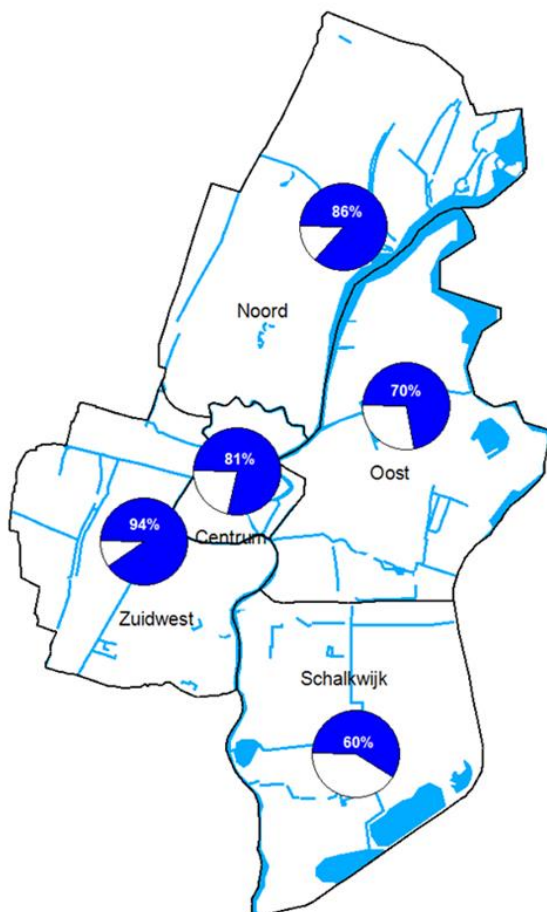 86%
Noord
70%
Oost
81%
Centrum
94%
Zuidwest
Schalkwijk
60%